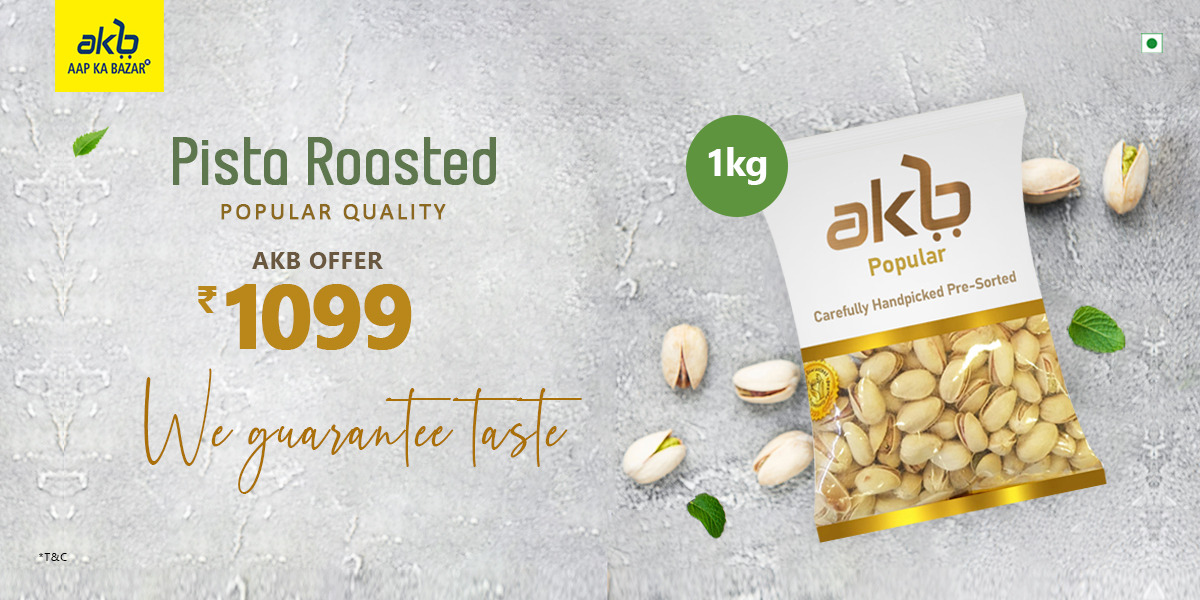 akb
AAP KA BAZAR
Pista Roasted
POPULAR QUALITY
AKB OFFER
₹1099
We guarantee taste
*T&C
1kg
akb
Popular
Carefully Handpicked Pre-Sorted